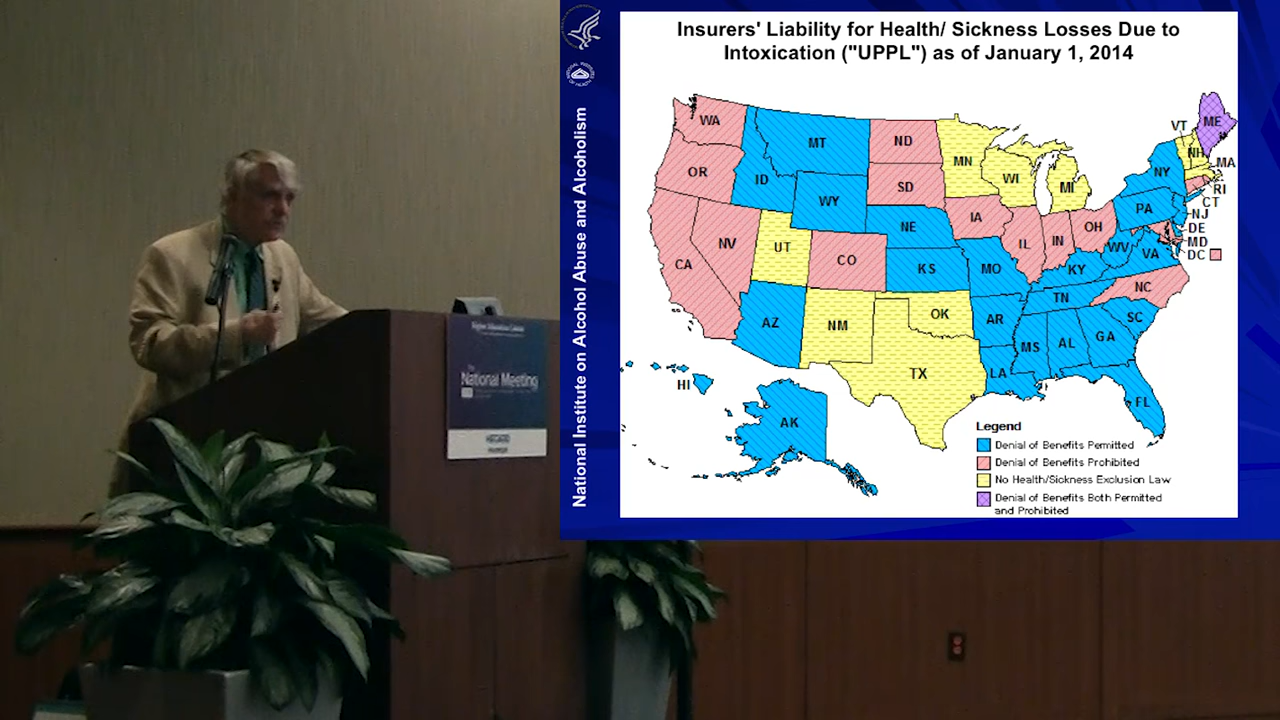 Insurers' Liability for Health/ Sickness Losses Due to
Intoxication ("UPPL") as of January 1, 2014
National Institute on Alcohol Abuse and Alcoholism
WA
OR
CA
NV
ID
MT
WY
UT
AZ
CO
NM
ND
SD
NE
KS
OK
TX
MN
IA
MO
AR
LA
WI
IL
MI
IN
OH
KY
TN
MS
AL
GA
FL
SC
NC
VA
WV
PA
NY
VT
NH
ME
MA
RI
CT
NJ
DE
MD
DC
HI
AK
Legend
Denial of Benefits Permitted
Denial of Benefits Prohibited
No Health/Sickness Exclusion Law
Denial of Benefits Both Permitted
and Prohibited
The
National Meeting